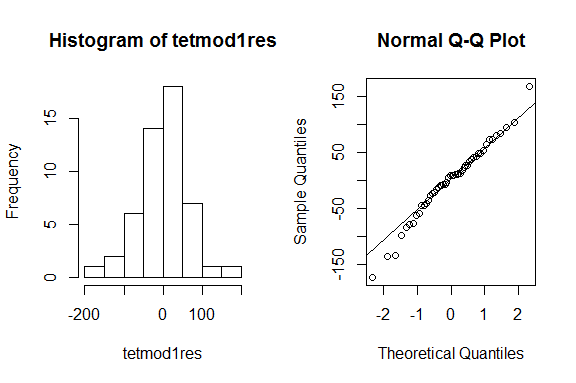 Histogram of tetmod1res
Frequency
0
5
10
15
-200
0
100
tetmod1res
Normal Q-Q Plot
Sample Quantiles
-150
-50
50
150
-2
-1
0
1
2
Theoretical Quantiles